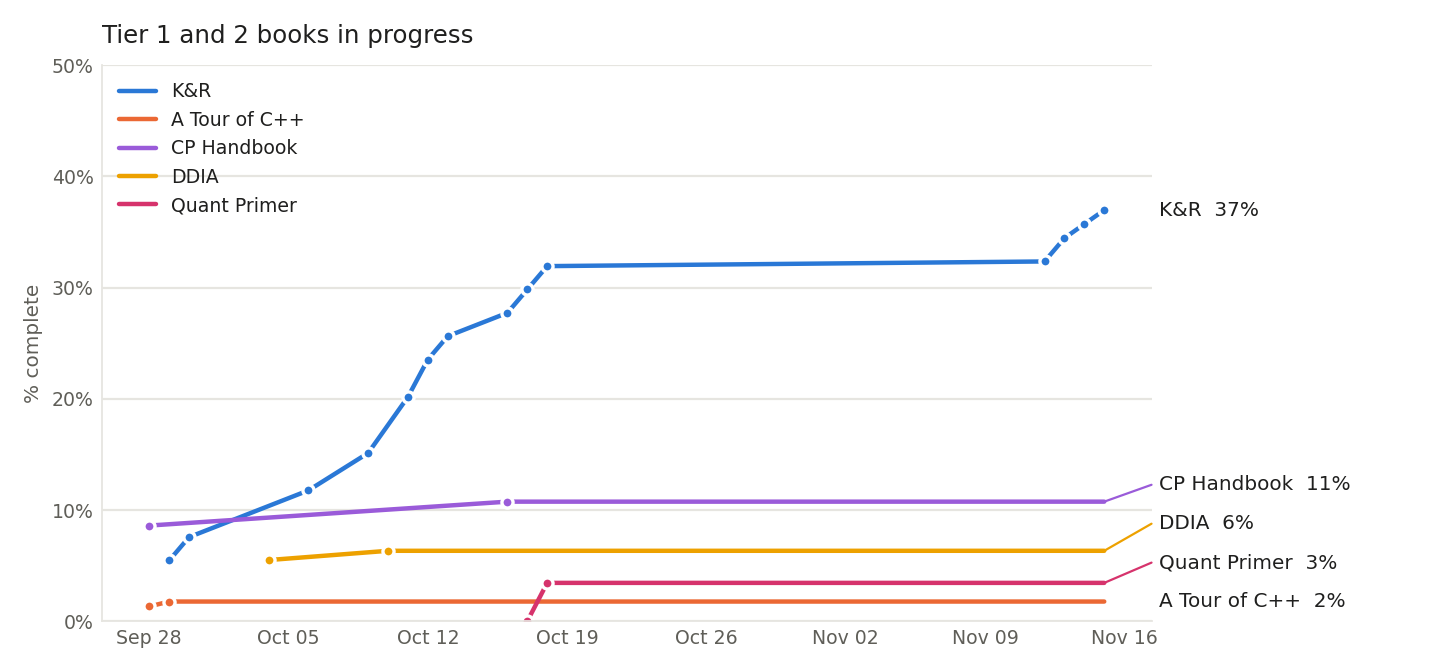 Tier 1 and 2 books in progress
50%
40%
30%
20%
10%
0%
% complete
K&R
A Tour of C++
CP Handbook
DDIA
Quant Primer
K&R 37%
CP Handbook 11%
DDIA 6%
Quant Primer 3%
A Tour of C++ 2%
Sep 28 Oct 05 Oct 12 Oct 19 Oct 26 Nov 02 Nov 09 Nov 16